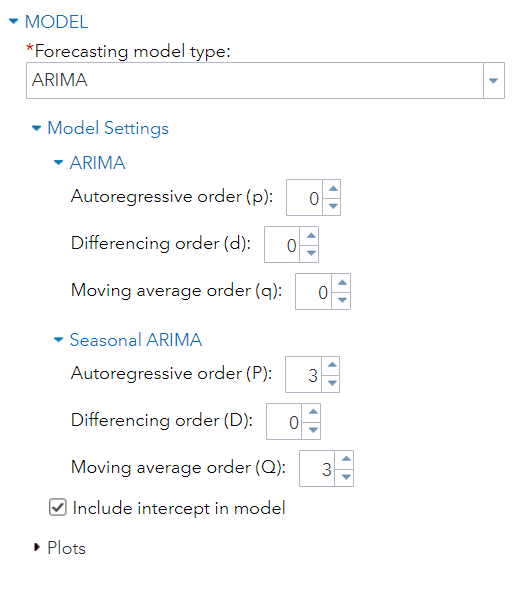 MODEL
*Forecasting model type:
ARIMA
Model Settings
ARIMA
Autoregressive order (p): 0
Differencing order (d): 0
Moving average order (q): 0
Seasonal ARIMA
Autoregressive order (P): 3
Differencing order (D): 0
Moving average order (Q): 3
Include intercept in model
Plots